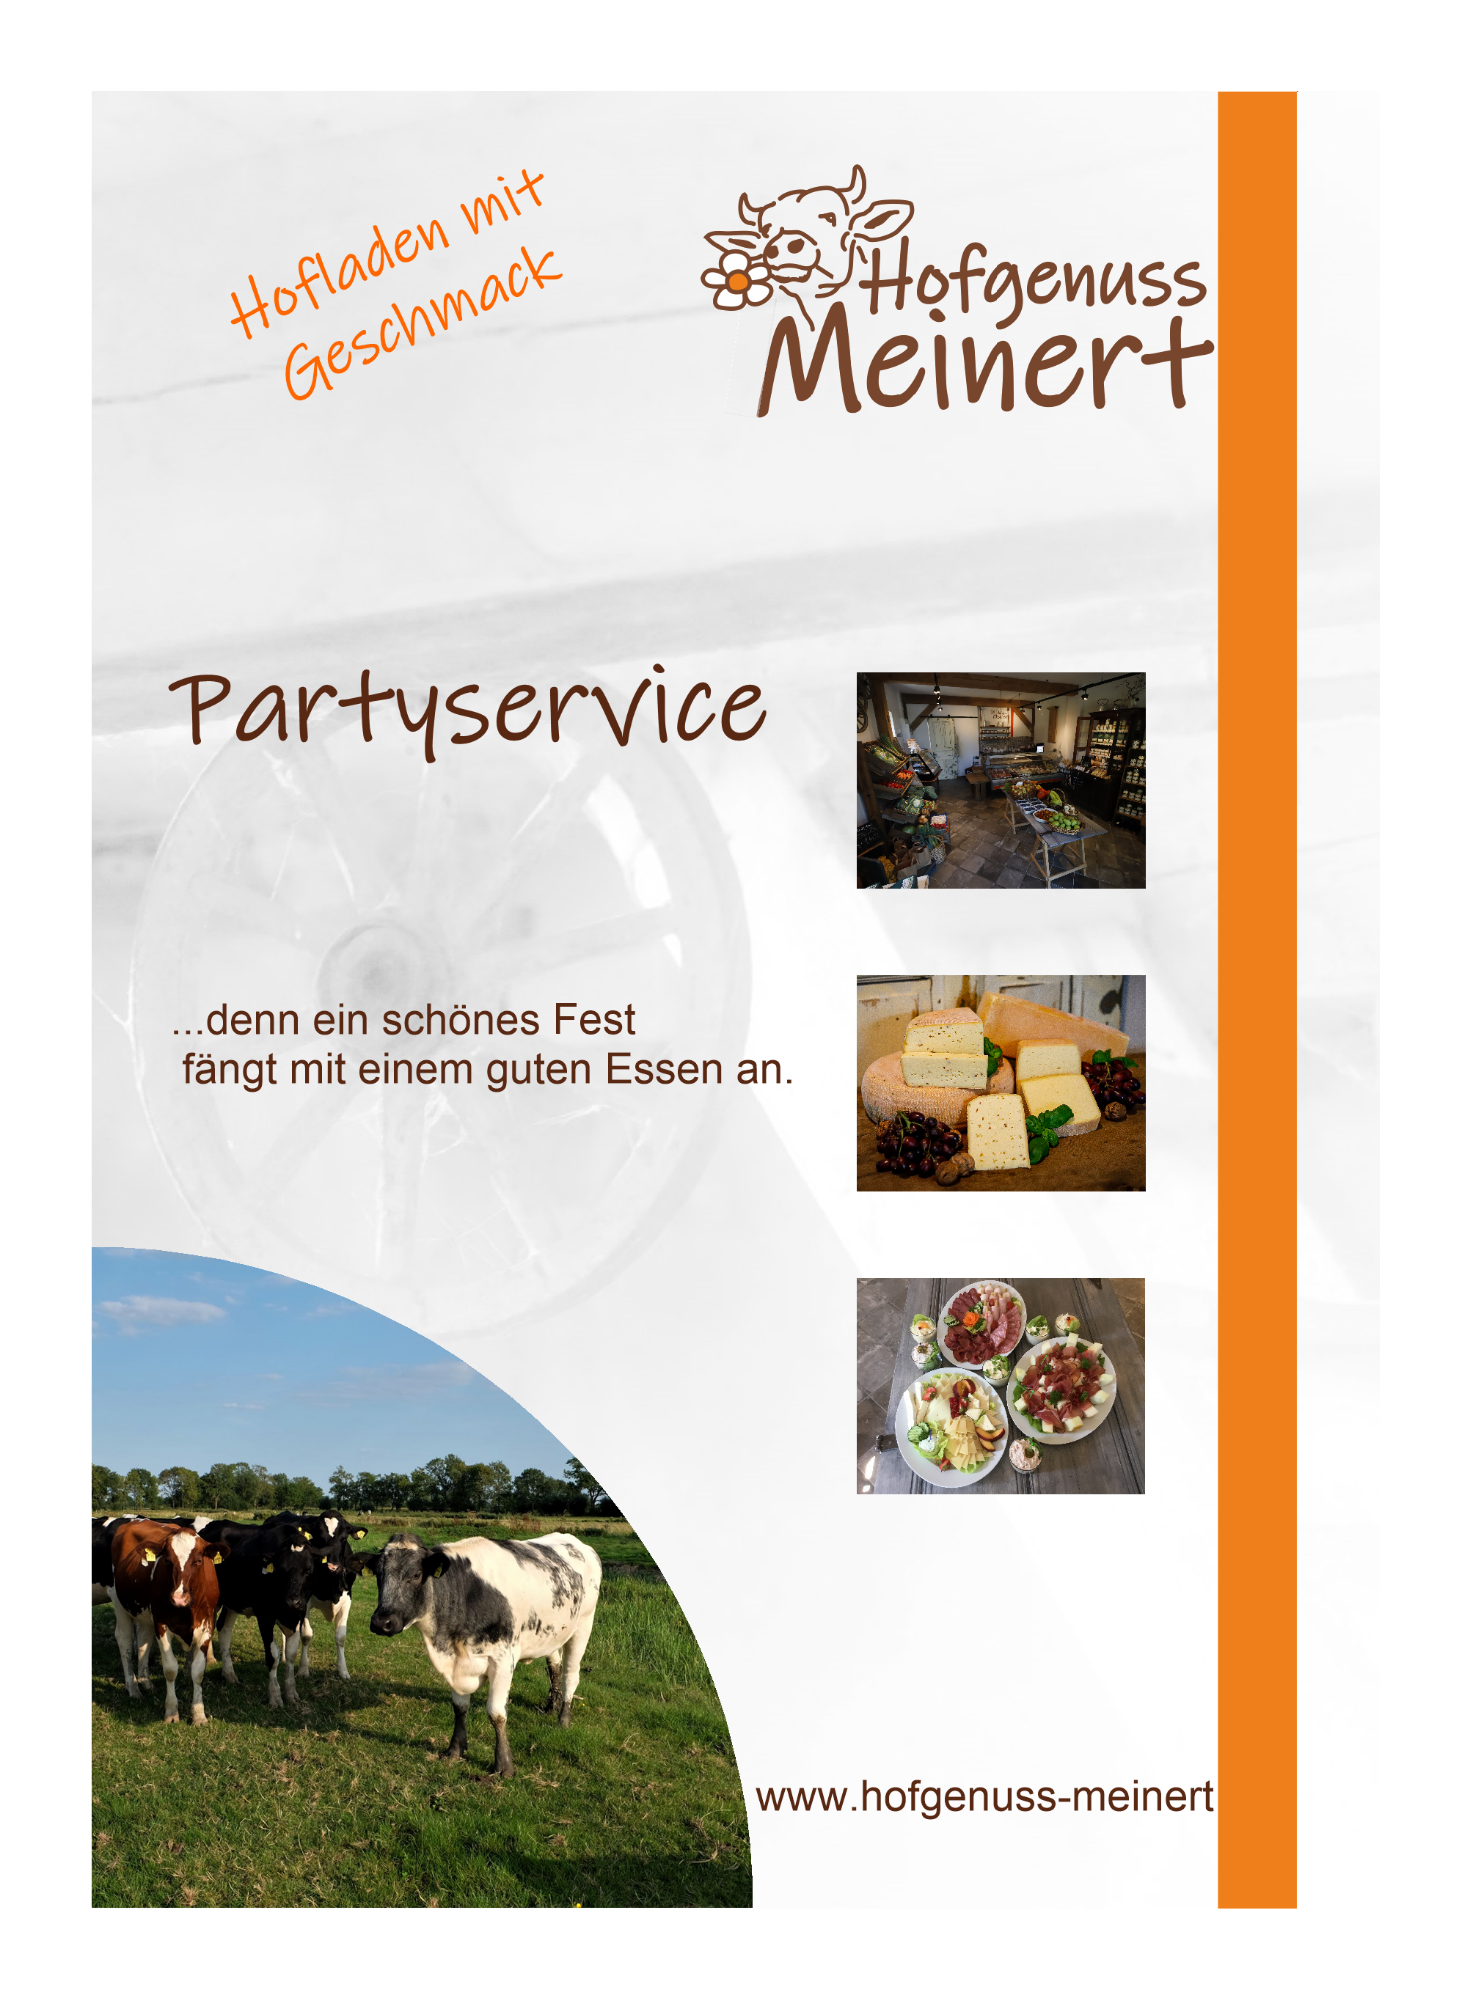 Hofladen mit
Geschmack
Hofgenuss
Meinert
Partyservice
...denn ein schönes Fest
fängt mit einem guten Essen an.
www.hofgenuss-meinert